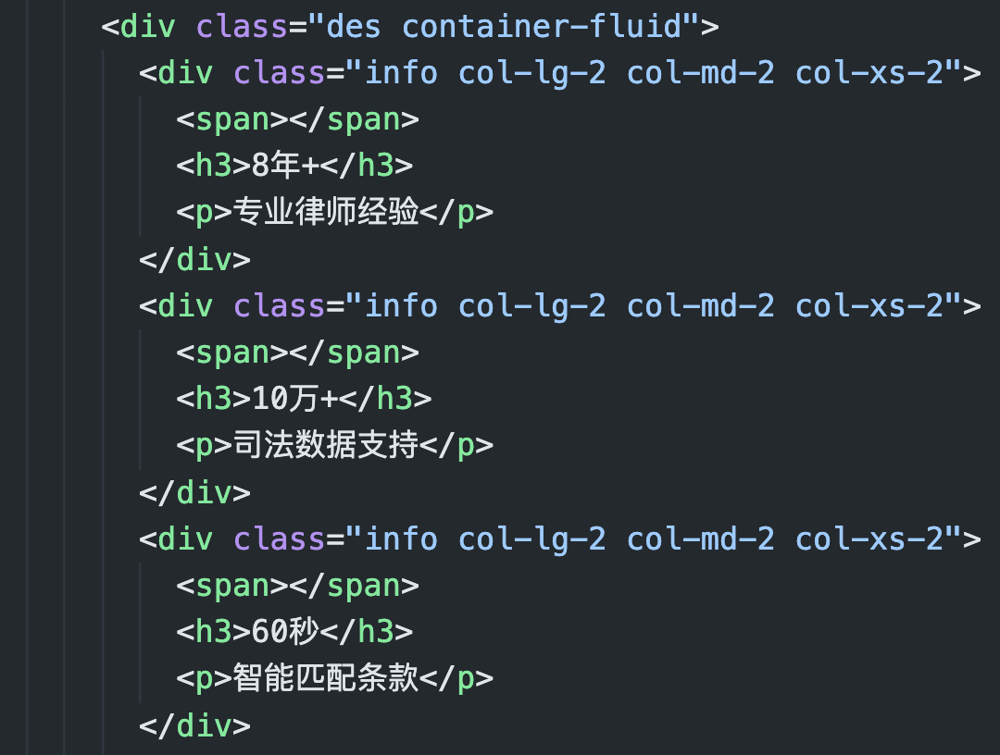 <div class="des container-fluid">
<div class="info col-lg-2 col-md-2 col-xs-2">
<span></span>
<h3>8年+</h3>
<p>专业律师经验</p>
</div>
<div class="info col-lg-2 col-md-2 col-xs-2">
<span></span>
<h3>10万+</h3>
<p>司法数据支持</p>
</div>
<div class="info col-lg-2 col-md-2 col-xs-2">
<span></span>
<h3>60秒</h3>
<p>智能匹配条款</p>
</div>